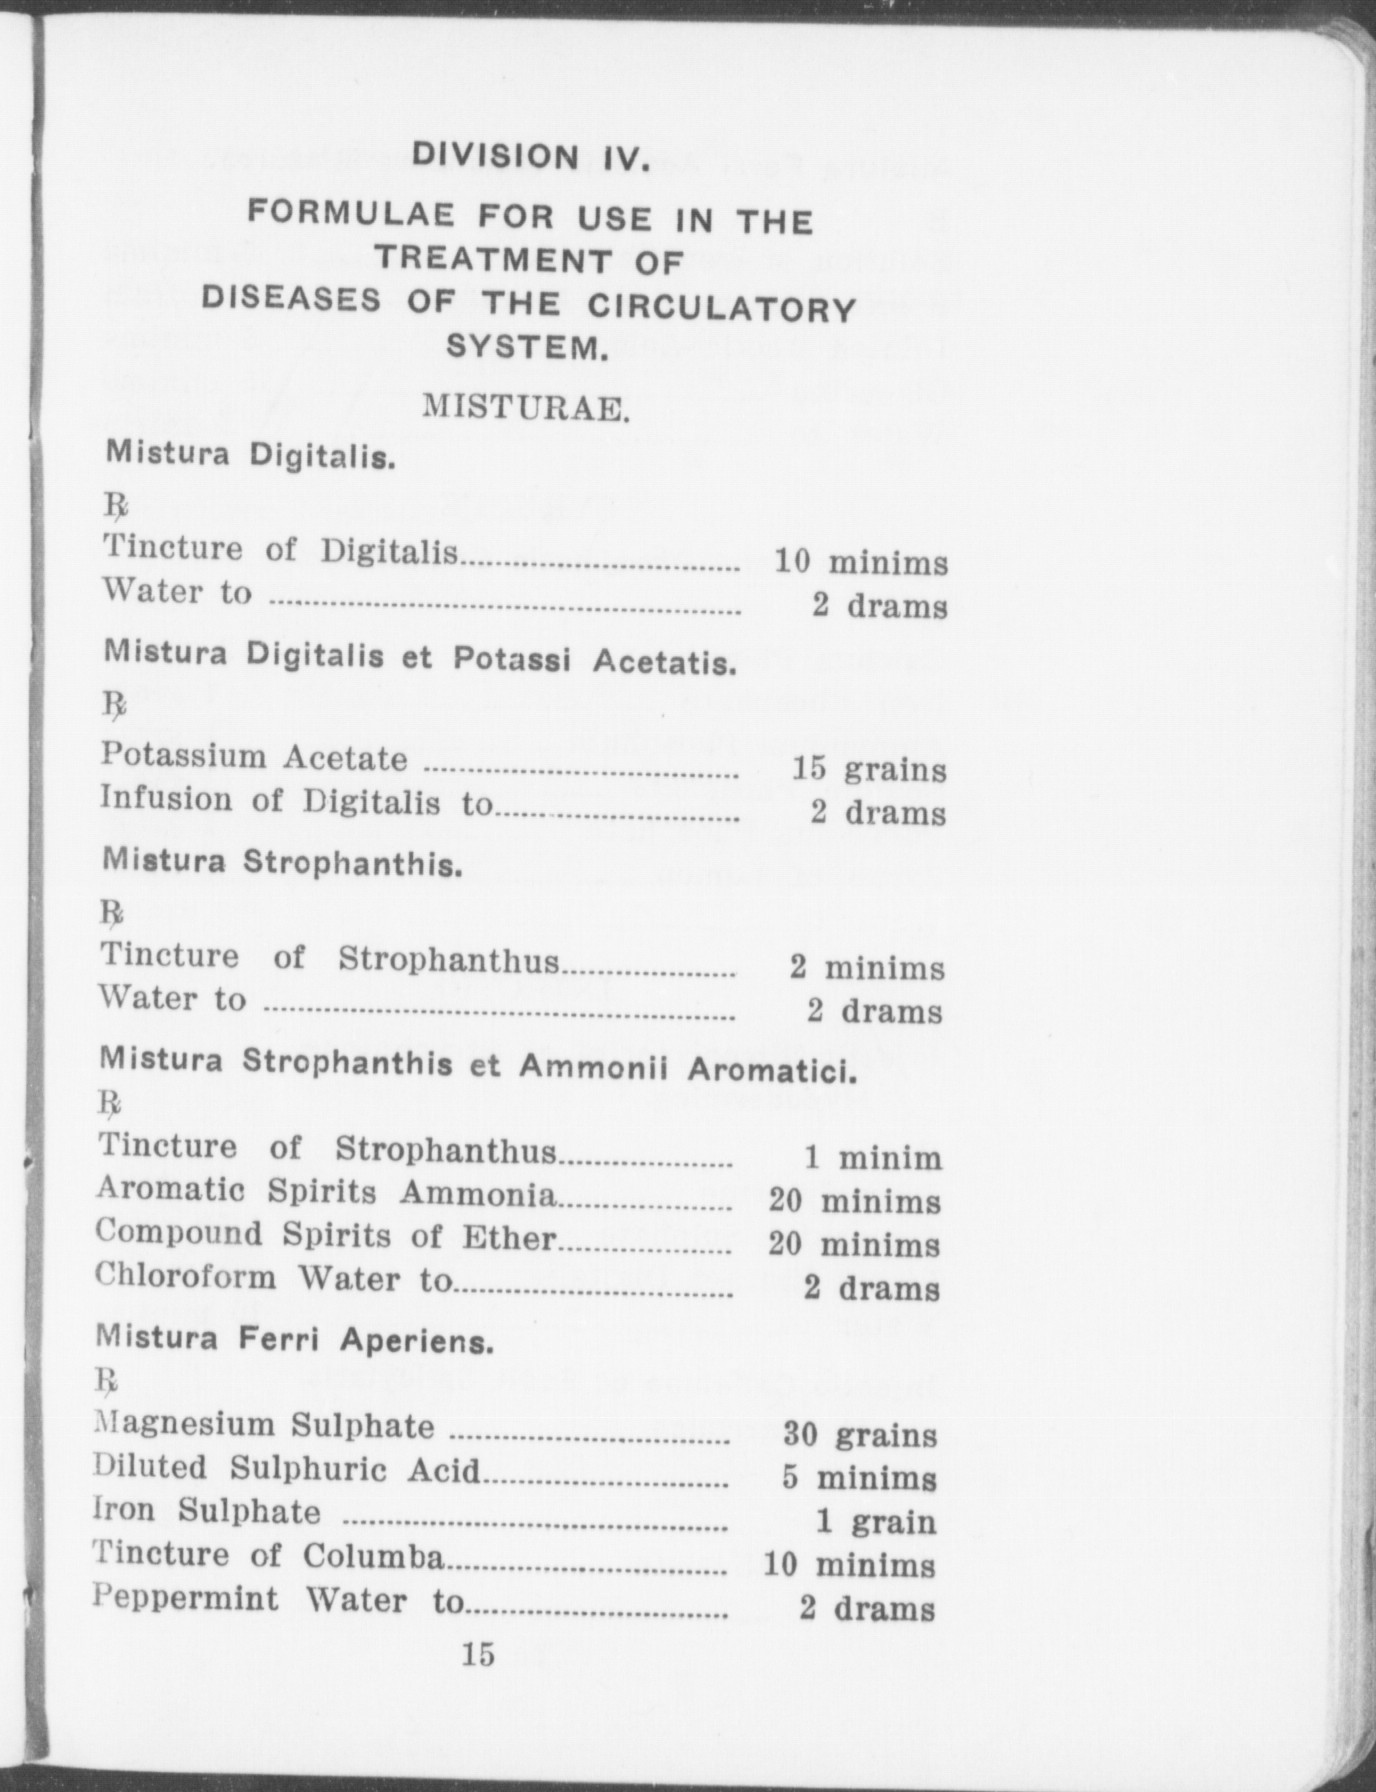 DIVISION IV.
FORMULAE FOR USE IN THE
TREATMENT OF
DISEASES OF THE CIRCULATORY
SYSTEM.
MISTURAE.
Mistura Digitalis.
℞
Tincture of Digitalis.............................. 10 minims
Water to .................................................. 2 drams
Mistura Digitalis et Potassi Acetatis.
℞
Potassium Acetate .................................. 15 grains
Infusion of Digitalis to.......................... 2 drams
Mistura Strophanthis.
℞
Tincture of Strophanthus.................. 2 minims
Water to .................................................. 2 drams
Mistura Strophanthis et Ammonii Aromatici.
℞
Tincture of Strophanthus.................. 1 minim
Aromatic Spirits Ammonia.................. 20 minims
Compound Spirits of Ether.................. 20 minims
Chloroform Water to.............................. 2 drams
Mistura Ferri Aperiens.
℞
Magnesium Sulphate .............................. 30 grains
Diluted Sulphuric Acid.......................... 5 minims
Iron Sulphate ........................................ 1 grain
Tincture of Columba.............................. 10 minims
Peppermint Water to............................ 2 drams
15